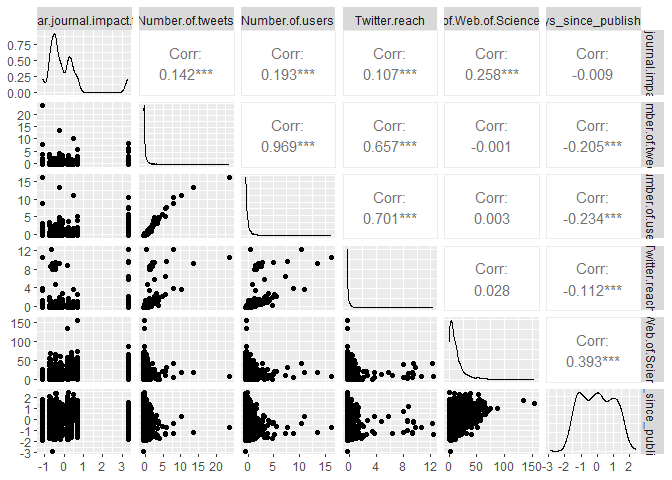 ar.journal.impact.
Number.of.tweets
Number.of.users
Twitter.reach
of.Web.of.Science
ys_since_publish
0.75
0.50
0.25
0.00
Corr:
0.142***
Corr:
0.193***
Corr:
0.107***
Corr:
0.258***
Corr:
-0.009
journal.impa
20
15
10
5
0
Corr:
0.969***
Corr:
0.657***
Corr:
-0.001
Corr:
-0.205***
mber.of.twe
15
10
5
0
Corr:
0.701***
Corr:
0.003
Corr:
-0.234***
umber.of.use
12
8
4
0
Corr:
0.028
Corr:
-0.112***
Twitter.reach
150
100
50
0
Corr:
0.393***
Web.of.Scien
2
1
0
-1
-2
-3
_since_publi
-1 0 1 2 3
0 5 10 15 20
0 5 10 15
0 4 8 12
0 50 100 150
-3 -2 -1 0 1 2